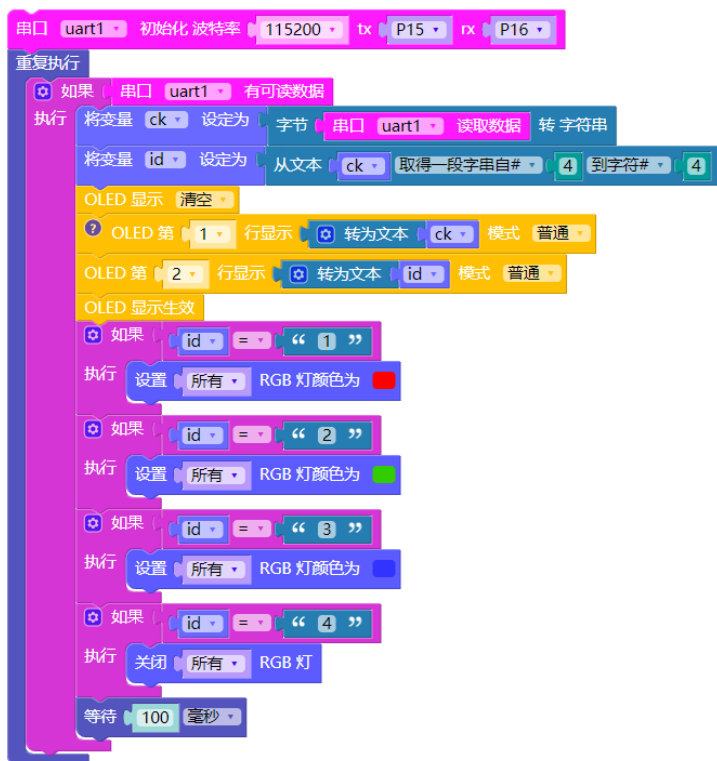 串口 uart1 初始化 波特率 115200 tx P15 rx P16
重复执行
如果 串口 uart1 有可读数据
执行 将变量 ck 设定为 字节 串口 uart1 读取数据 转 字符串
将变量 id 设定为 从文本 ck 取得一段字串自# 4 到字符# 4
OLED 显示 清空
? OLED 第 1 行显示 转为文本 ck 模式 普通
OLED 第 2 行显示 转为文本 id 模式 普通
OLED 显示生效
如果 id = “ 1 ”
执行 设置 所有 RGB 灯颜色为
如果 id = “ 2 ”
执行 设置 所有 RGB 灯颜色为
如果 id = “ 3 ”
执行 设置 所有 RGB 灯颜色为
如果 id = “ 4 ”
执行 关闭 所有 RGB 灯
等待 100 毫秒